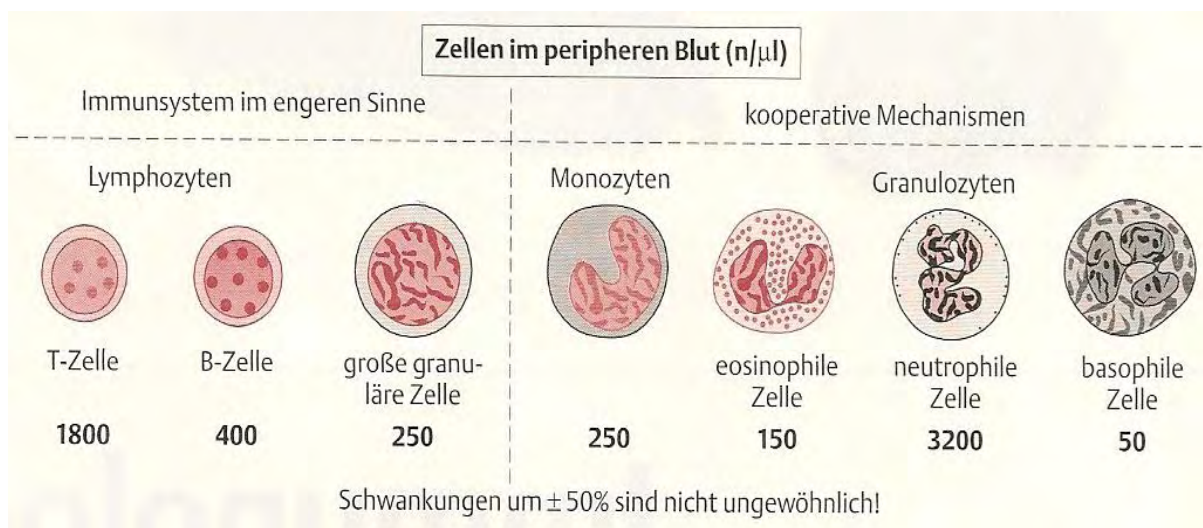 Zellen im peripheren Blut (n/µl)
Immunsystem im engeren Sinne
kooperative Mechanismen
Lymphozyten
Monozyten
Granulozyten
T-Zelle
B-Zelle
große granu-
läre Zelle
eosinophile
Zelle
neutrophile
Zelle
basophile
Zelle
1800
400
250
250
150
3200
50
Schwankungen um ± 50% sind nicht ungewöhnlich!